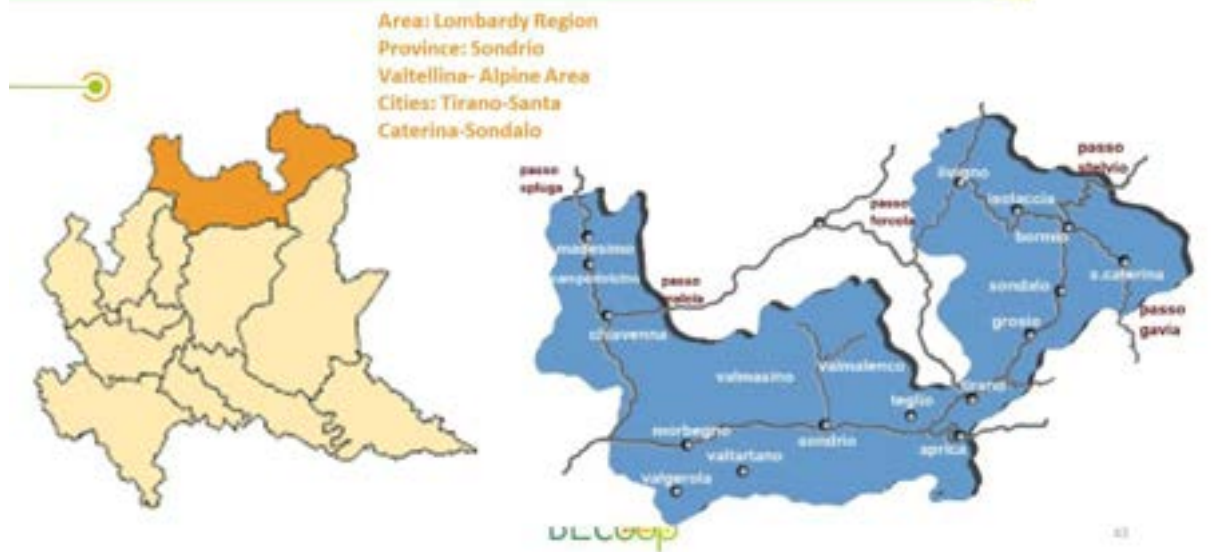 Area: Lombardy Region
Province: Sondrio
Valtellina- Alpine Area
Cities: Tirano-Santa
Caterina-Sondalo
passo
spluga
passo
stelvio
livigno
isolaccia
passo
forcola
bormio
madesimo
s.caterina
passo
sondalo
passo
gavia
chiavenna
grosio
valmasino
valmalenco
tirano
teglio
morbegno
sondrio
aprica
valtartano
valgerola